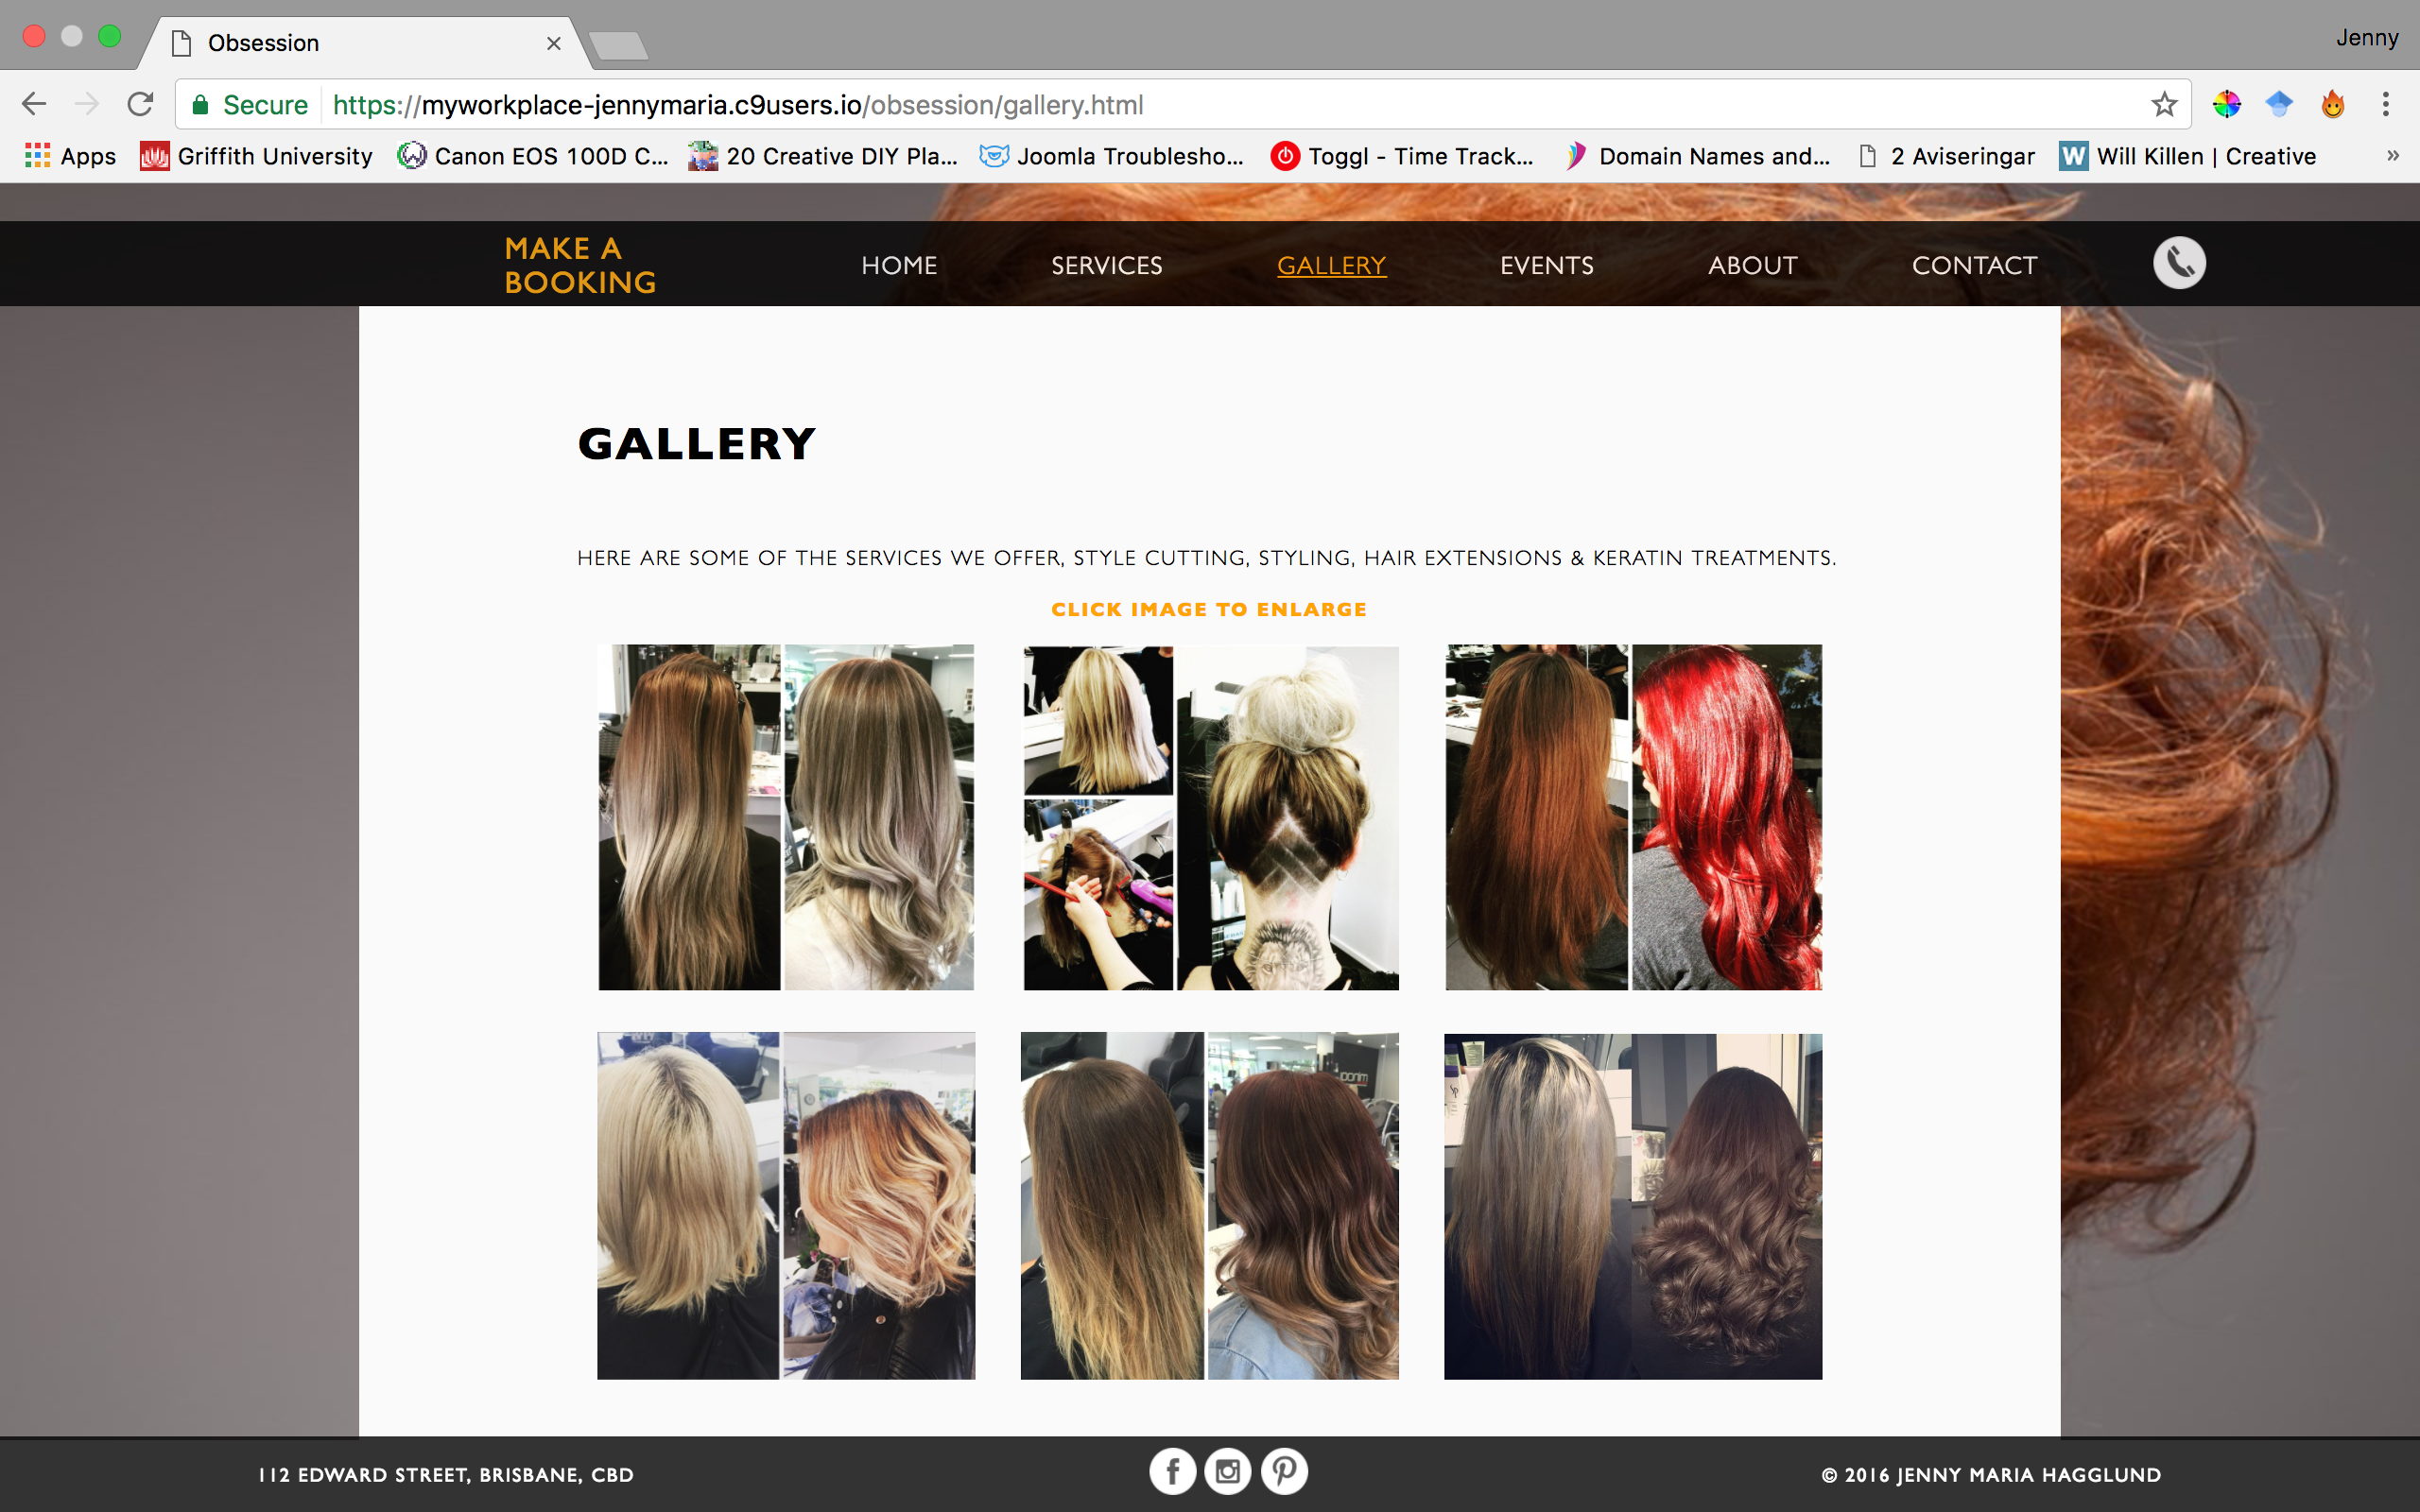 Obsession
Jenny
Secure https://myworkplace-jennymaria.c9users.io/obsession/gallery.html
Apps Griffith University Canon EOS 100D C... 20 Creative DIY Pla... Joomla Troublesho... Toggl - Time Track... Domain Names and... 2 Aviseringar W Will Killen | Creative »
MAKE A
BOOKING
HOME SERVICES GALLERY EVENTS ABOUT CONTACT
GALLERY
HERE ARE SOME OF THE SERVICES WE OFFER, STYLE CUTTING, STYLING, HAIR EXTENSIONS & KERATIN TREATMENTS.
CLICK IMAGE TO ENLARGE
112 EDWARD STREET, BRISBANE, CBD
© 2016 JENNY MARIA HAGGLUND